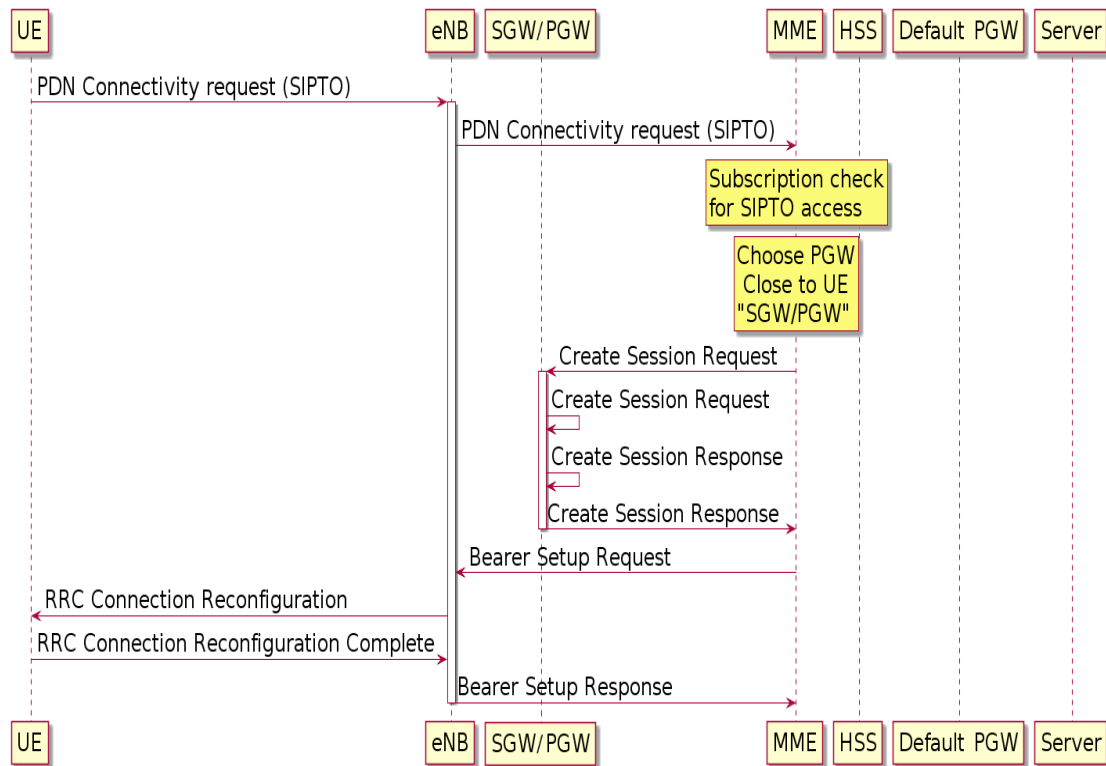 UE
eNB
SGW/PGW
MME
HSS
Default PGW
Server
PDN Connectivity request (SIPTO)
PDN Connectivity request (SIPTO)
Subscription check
for SIPTO access
Choose PGW
Close to UE
"SGW/PGW"
Create Session Request
Create Session Request
Create Session Response
Create Session Response
Bearer Setup Request
RRC Connection Reconfiguration
RRC Connection Reconfiguration Complete
Bearer Setup Response
UE
eNB
SGW/PGW
MME
HSS
Default PGW
Server